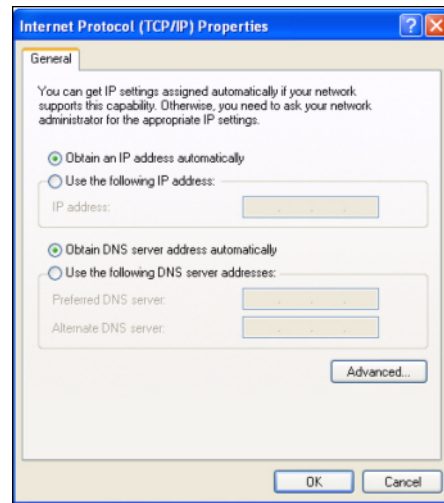 Internet Protocol (TCP/IP) Properties
General
You can get IP settings assigned automatically if your network
supports this capability. Otherwise, you need to ask your network
administrator for the appropriate IP settings.
Obtain an IP address automatically
Use the following IP address:
IP address:
Obtain DNS server address automatically
Use the following DNS server addresses:
Preferred DNS server:
Alternate DNS server:
Advanced...
OK Cancel